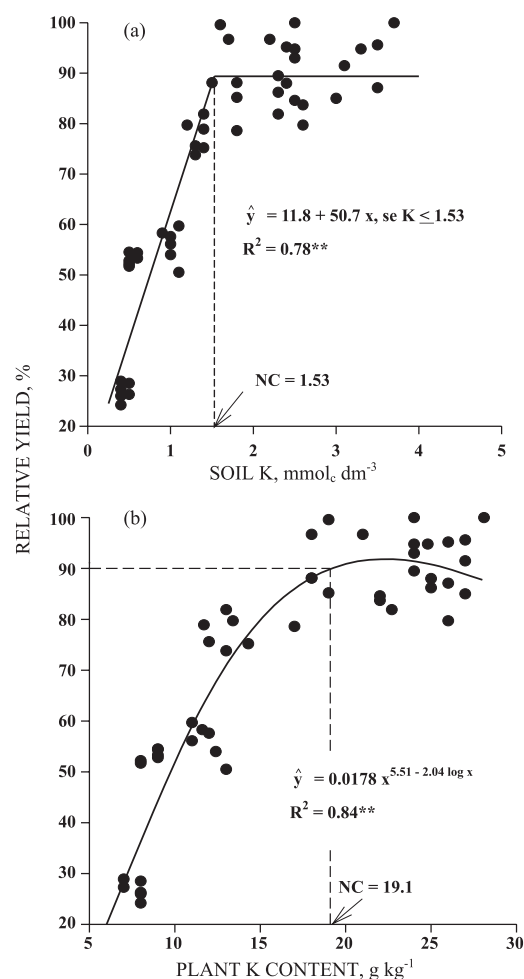 (a)
100
90
80
70
60
50
40
30
20
ŷ = 11.8 + 50.7 x, se K ≤ 1.53
R² = 0.78**
NC = 1.53
0 1 2 3 4 5
SOIL K, mmol꜀ dm⁻³
RELATIVE YIELD, %
(b)
100
90
80
70
60
50
40
30
20
ŷ = 0.0178 x^5.51 - 2.04 log x
R² = 0.84**
NC = 19.1
5 10 15 20 25 30
PLANT K CONTENT, g kg⁻¹